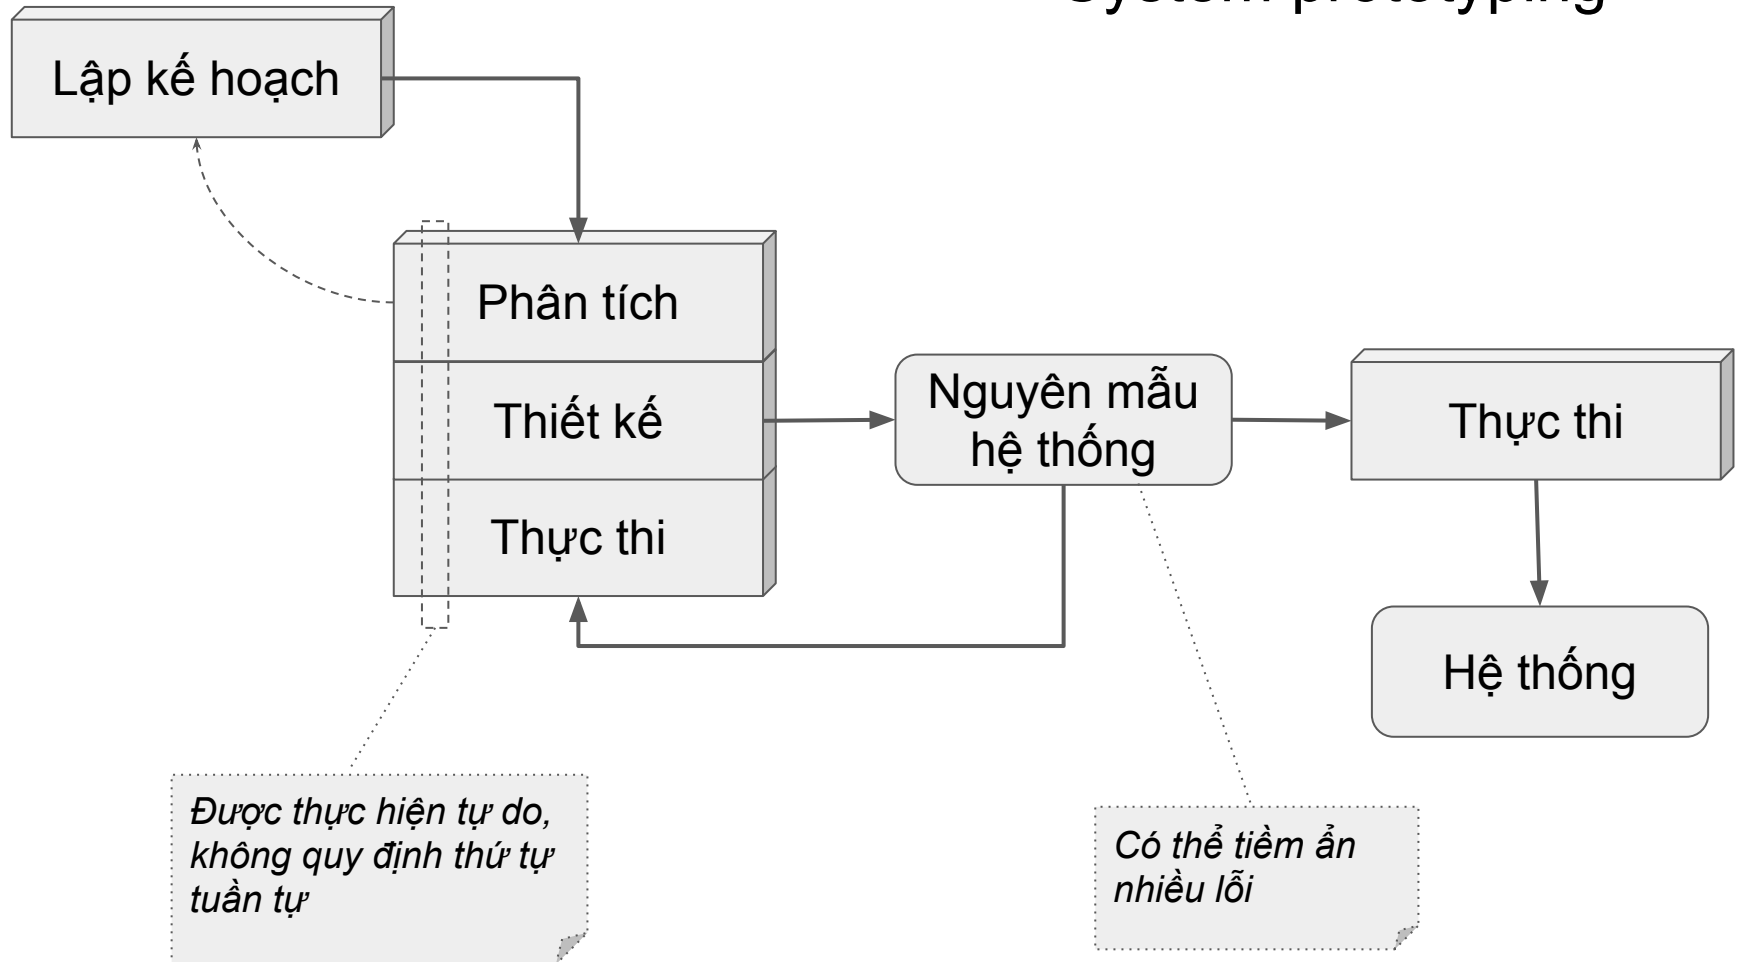 System prototyping
Lập kế hoạch
Phân tích
Thiết kế
Thực thi
Nguyên mẫu
hệ thống
Thực thi
Hệ thống
Được thực hiện tự do,
không quy định thứ tự
tuần tự
Có thể tiềm ẩn
nhiều lỗi